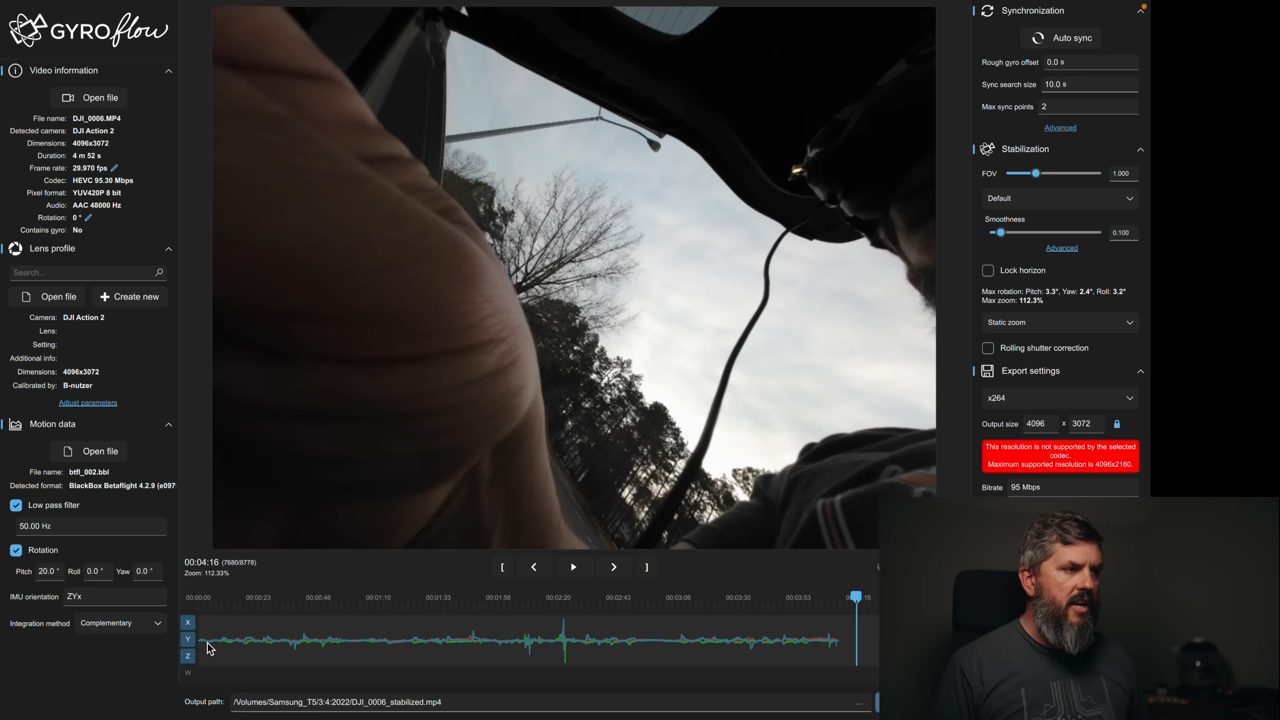 GYROflow
Video information
Open file
File name: DJI_0006.MP4
Detected camera: DJI Action 2
Dimensions: 4096x3072
Duration: 4 m 52 s
Frame rate: 29.970 fps
Codec: HEVC 95.30 Mbps
Pixel format: YUV420P 8 bit
Audio: AAC 48000 Hz
Rotation: 0 °
Contains gyro: No
Lens profile
Search...
Open file Create new
Camera: DJI Action 2
Lens:
Setting:
Additional info:
Dimensions: 4096x3072
Calibrated by: B-nutzer
Adjust parameters
Motion data
Open file
File name: btfl_002.bbl
Detected format: BlackBox Betaflight 4.2.9 (e097
Low pass filter
50.00 Hz
Rotation
Pitch 20.0 ° Roll 0.0 ° Yaw 0.0 °
IMU orientation ZYx
Integration method Complementary
00:04:16 (7680/8778)
Zoom: 112.33%
[ ]
00:00:00 00:00:23 00:00:46 00:01:10 00:01:33 00:01:56 00:02:20 00:02:43 00:03:06 00:03:30 00:03:53 16
X
Y
Z
W
Output path: /Volumes/Samsung_T5/3:4:2022/DJI_0006_stabilized.mp4 ...
Synchronization
Auto sync
Rough gyro offset 0.0 s
Sync search size 10.0 s
Max sync points 2
Advanced
Stabilization
FOV 1.000
Default
Smoothness
0.100
Advanced
Lock horizon
Max rotation: Pitch: 3.3°, Yaw: 2.4°, Roll: 3.2°
Max zoom: 112.3%
Static zoom
Rolling shutter correction
Export settings
x264
Output size 4096 x 3072
This resolution is not supported by the selected
codec.
Maximum supported resolution is 4096x2160.
Bitrate 95 Mbps